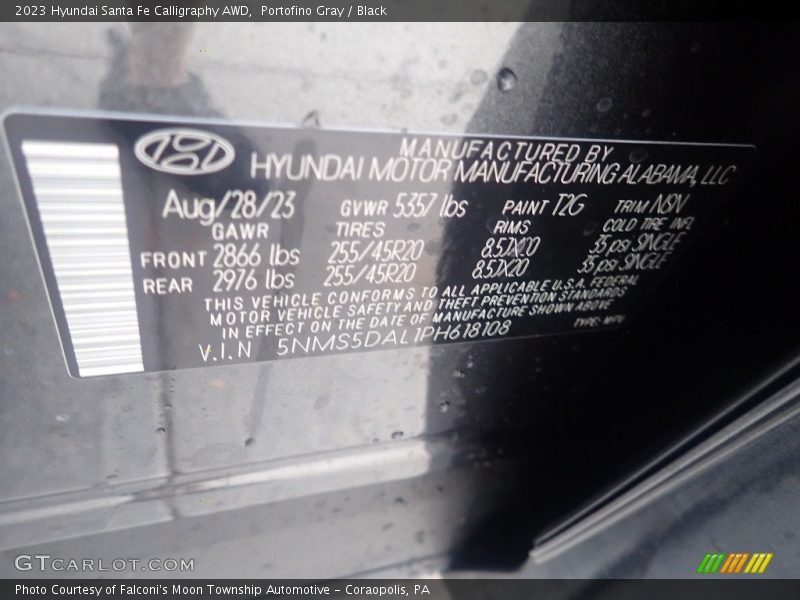 2023 Hyundai Santa Fe Calligraphy AWD, Portofino Gray / Black
MANUFACTURED BY
HYUNDAI MOTOR MANUFACTURING ALABAMA, LLC
Aug/28/23 GVWR 5357 lbs PAINT T2G TRIM NSV
GAWR TIRES RIMS COLD TIRE INFL
FRONT 2866 lbs 255/45R20 8.5JX20 35 psi SINGLE
REAR 2976 lbs 255/45R20 8.5JX20 35 psi SINGLE
THIS VEHICLE CONFORMS TO ALL APPLICABLE U.S.A. FEDERAL
MOTOR VEHICLE SAFETY AND THEFT PREVENTION STANDARDS
IN EFFECT ON THE DATE OF MANUFACTURE SHOWN ABOVE
V.I.N 5NMS5DAL1PH618108 TYPE: MPV
GTCARLOT.COM
Photo Courtesy of Falconi's Moon Township Automotive – Coraopolis, PA